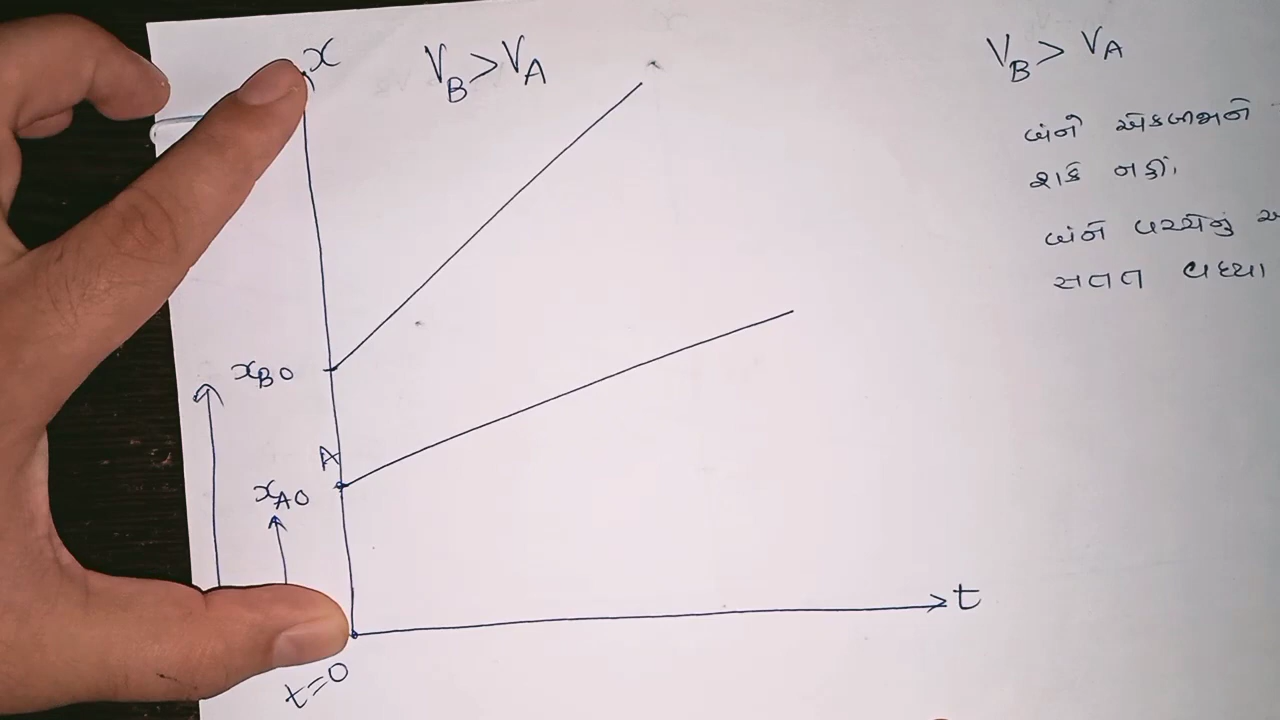 x
V_B > V_A
x_B0
A
x_A0
t
t=0
V_B > V_A
બંને એકબીજાને
શકે નહીં.
બંને વચ્ચેનું
સતત વધ્યા